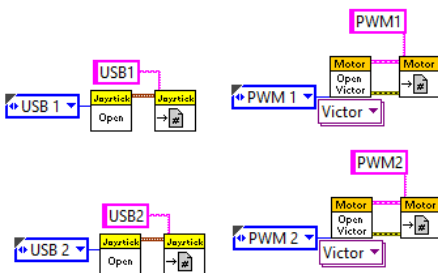 USB1
USB 1
Joystick
Open
Joystick
#
PWM1
PWM 1
Motor
Open
Victor
Motor
#
Victor
USB2
USB 2
Joystick
Open
Joystick
#
PWM2
PWM 2
Motor
Open
Victor
Motor
#
Victor